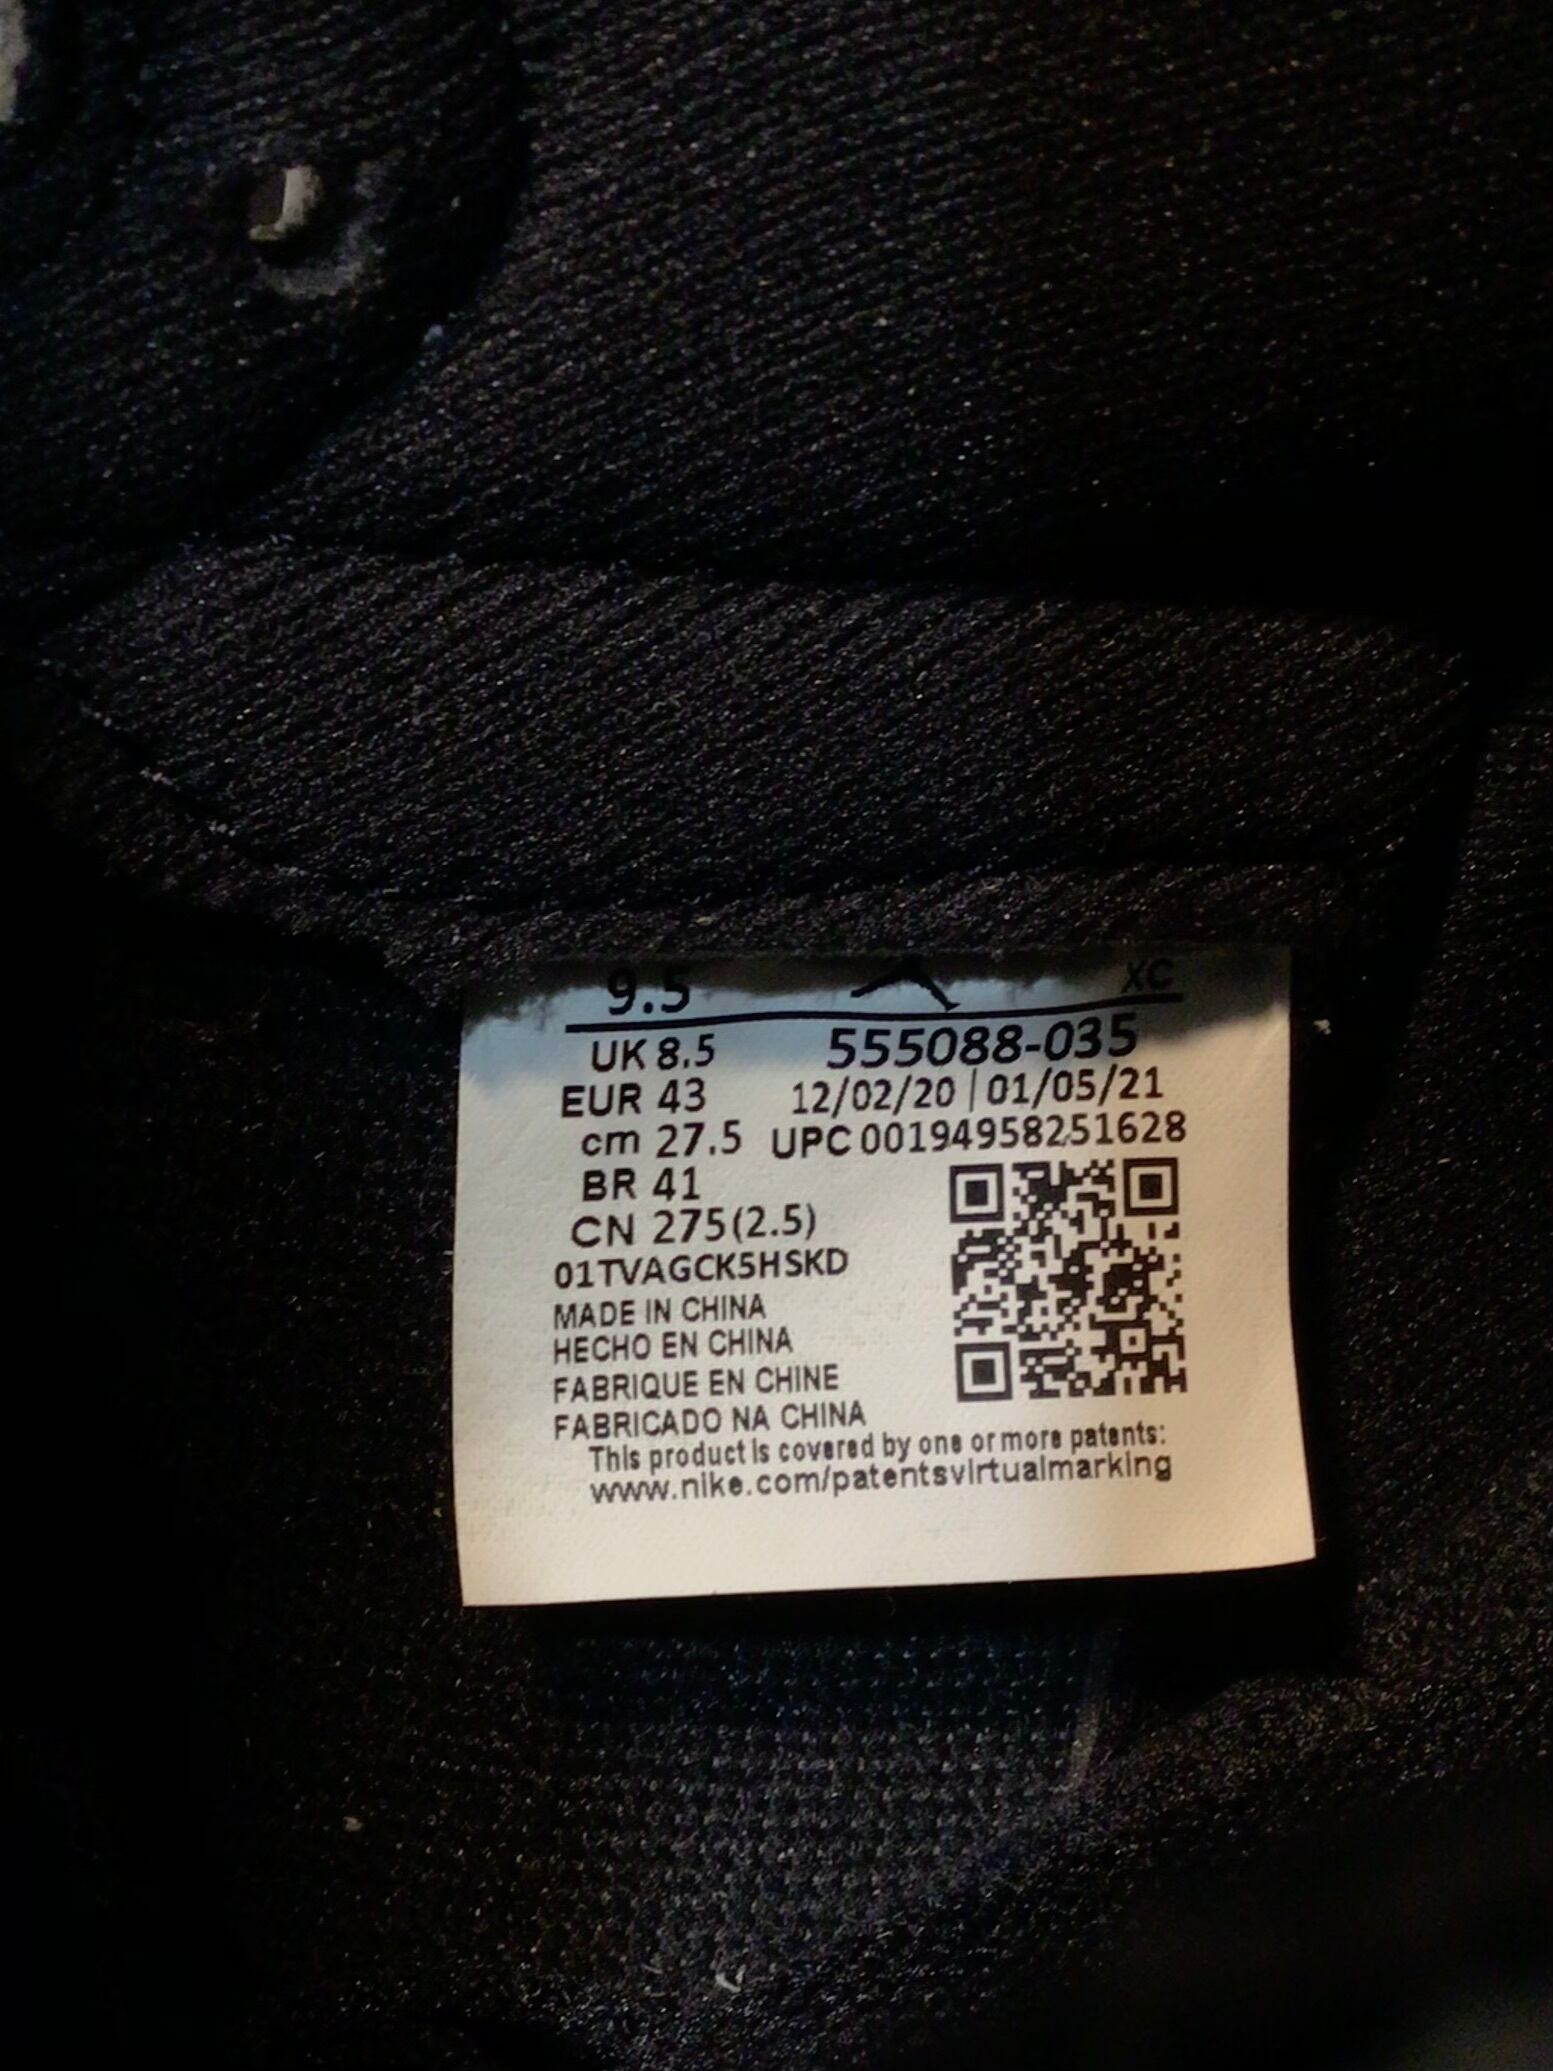 9.5 XC
UK 8.5 555088-035
EUR 43 12/02/20 | 01/05/21
cm 27.5 UPC 00194958251628
BR 41
CN 275(2.5)
01TVAGCK5HSKD
MADE IN CHINA
HECHO EN CHINA
FABRIQUE EN CHINE
FABRICADO NA CHINA
This product is covered by one or more patents:
www.nike.com/patentsvirtualmarking